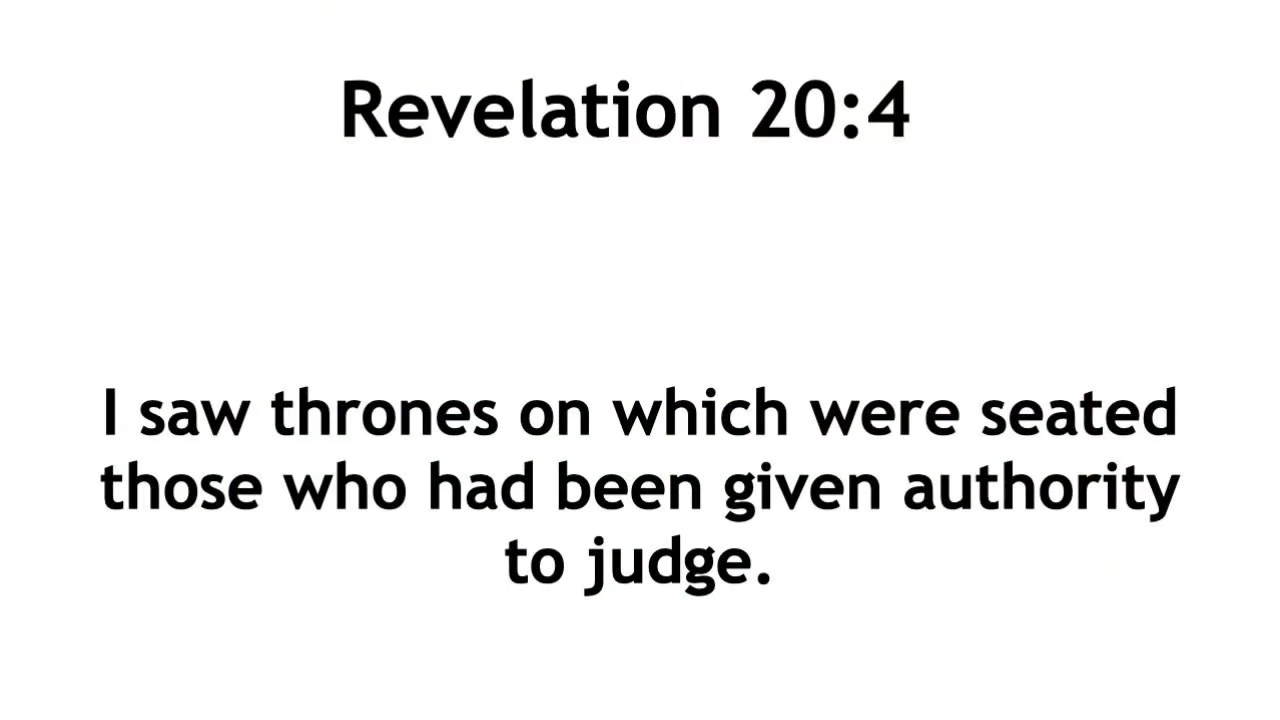 Revelation 20:4
I saw thrones on which were seated
those who had been given authority
to judge.